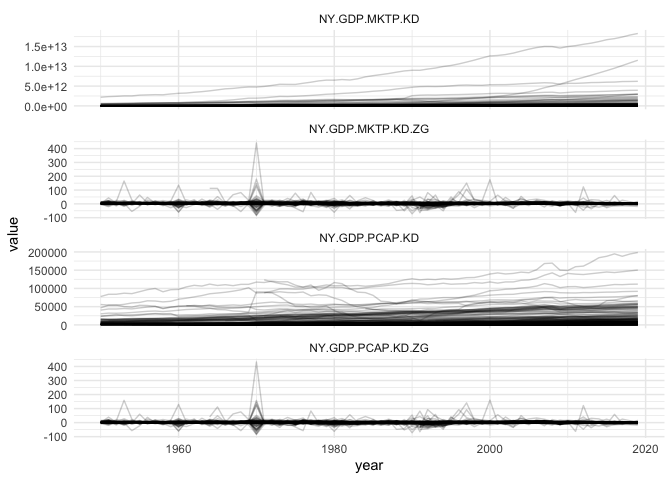 NY.GDP.MKTP.KD
1.5e+13
1.0e+13
5.0e+12
0.0e+00
NY.GDP.MKTP.KD.ZG
400
300
200
100
0
-100
NY.GDP.PCAP.KD
200000
150000
100000
50000
0
NY.GDP.PCAP.KD.ZG
400
300
200
100
0
-100
value
1960
1980
2000
2020
year